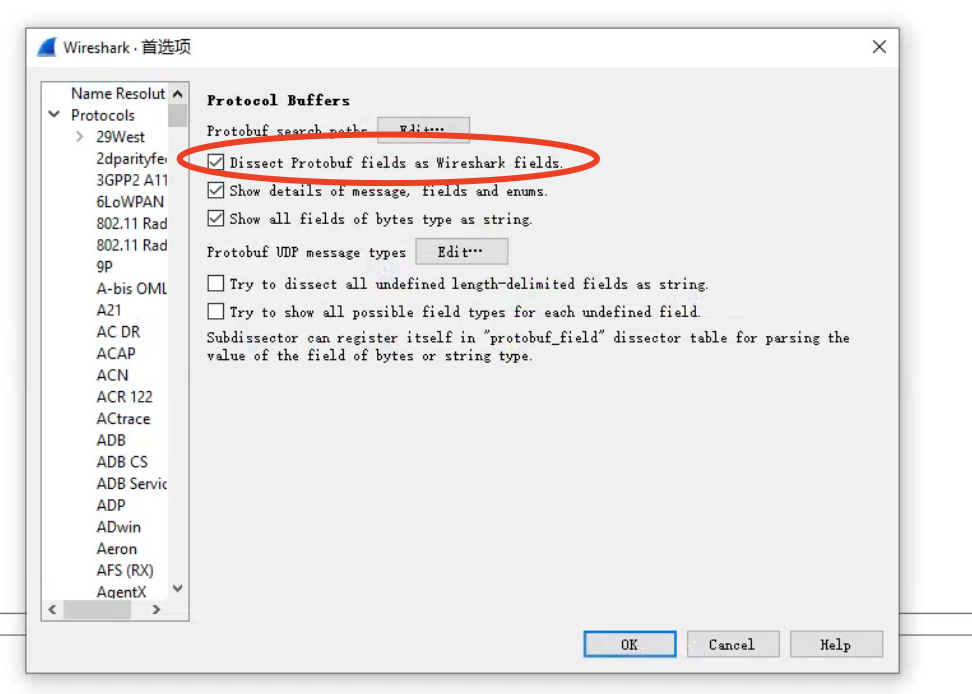 Wireshark · 首选项
Name Resolut
Protocols
29West
2dparityfe
3GPP2 A11
6LoWPAN
802.11 Rad
802.11 Rad
9P
A-bis OML
A21
AC DR
ACAP
ACN
ACR 122
ACtrace
ADB
ADB CS
ADB Servic
ADP
ADwin
Aeron
AFS (RX)
AgentX
Protocol Buffers
Protobuf search paths Edit…
Dissect Protobuf fields as Wireshark fields.
Show details of message, fields and enums.
Show all fields of bytes type as string.
Protobuf UDP message types Edit…
Try to dissect all undefined length-delimited fields as string.
Try to show all possible field types for each undefined field.
Subdissector can register itself in "protobuf_field" dissector table for parsing the
value of the field of bytes or string type.
OK Cancel Help